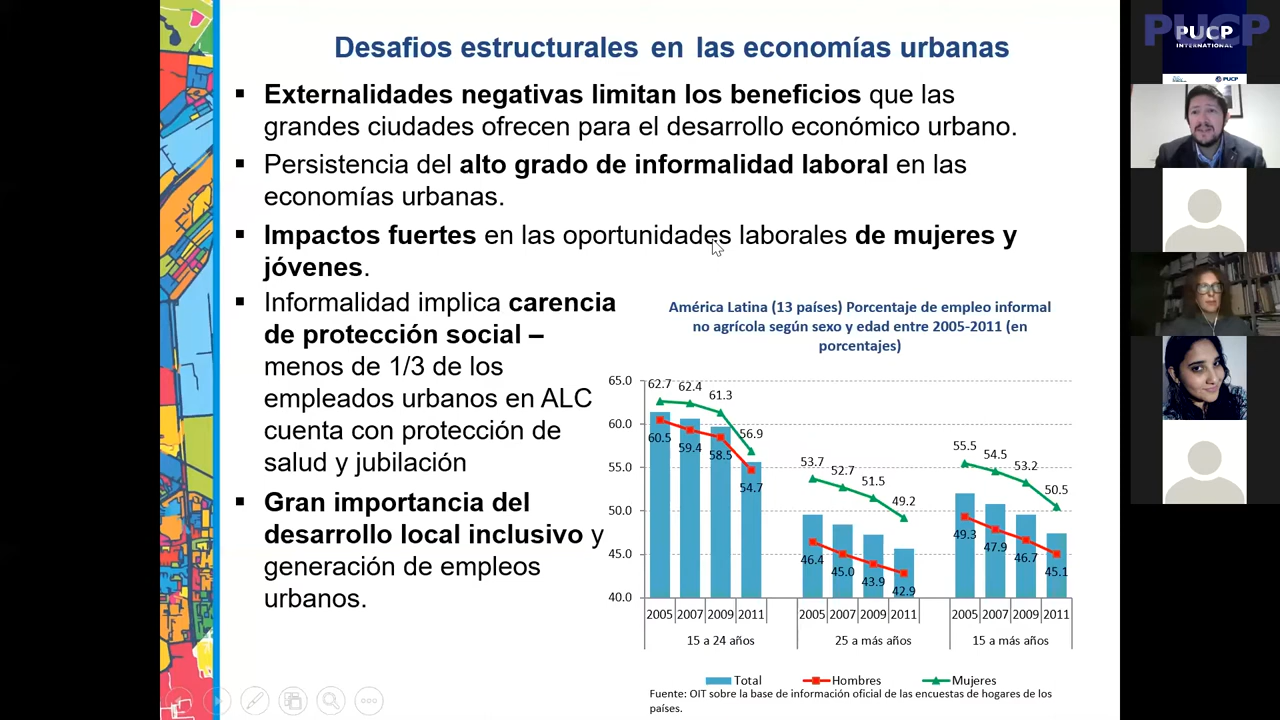 Desafios estructurales en las economías urbanas
Externalidades negativas limitan los beneficios que las
grandes ciudades ofrecen para el desarrollo económico urbano.
Persistencia del alto grado de informalidad laboral en las
economías urbanas.
Impactos fuertes en las oportunidades laborales de mujeres y
jóvenes.
Informalidad implica carencia
de protección social –
menos de 1/3 de los
empleados urbanos en ALC
cuenta con protección de
salud y jubilación
Gran importancia del
desarrollo local inclusivo y
generación de empleos
urbanos.
América Latina (13 países) Porcentaje de empleo informal
no agrícola según sexo y edad entre 2005-2011 (en
porcentajes)
65.0
60.0
55.0
50.0
45.0
40.0
62.7 62.4 61.3 56.9
60.5 59.4 58.5 54.7
53.7 52.7 51.5 49.2
46.4 45.0 43.9 42.9
55.5 54.5 53.2 50.5
49.3 47.9 46.7 45.1
2005 2007 2009 2011 2005 2007 2009 2011 2005 2007 2009 2011
15 a 24 años 25 a más años 15 a más años
Total Hombres Mujeres
Fuente: OIT sobre la base de información oficial de las encuestas de hogares de los
países.
PUCP
PUCP
INTERNATIONAL
PUCP